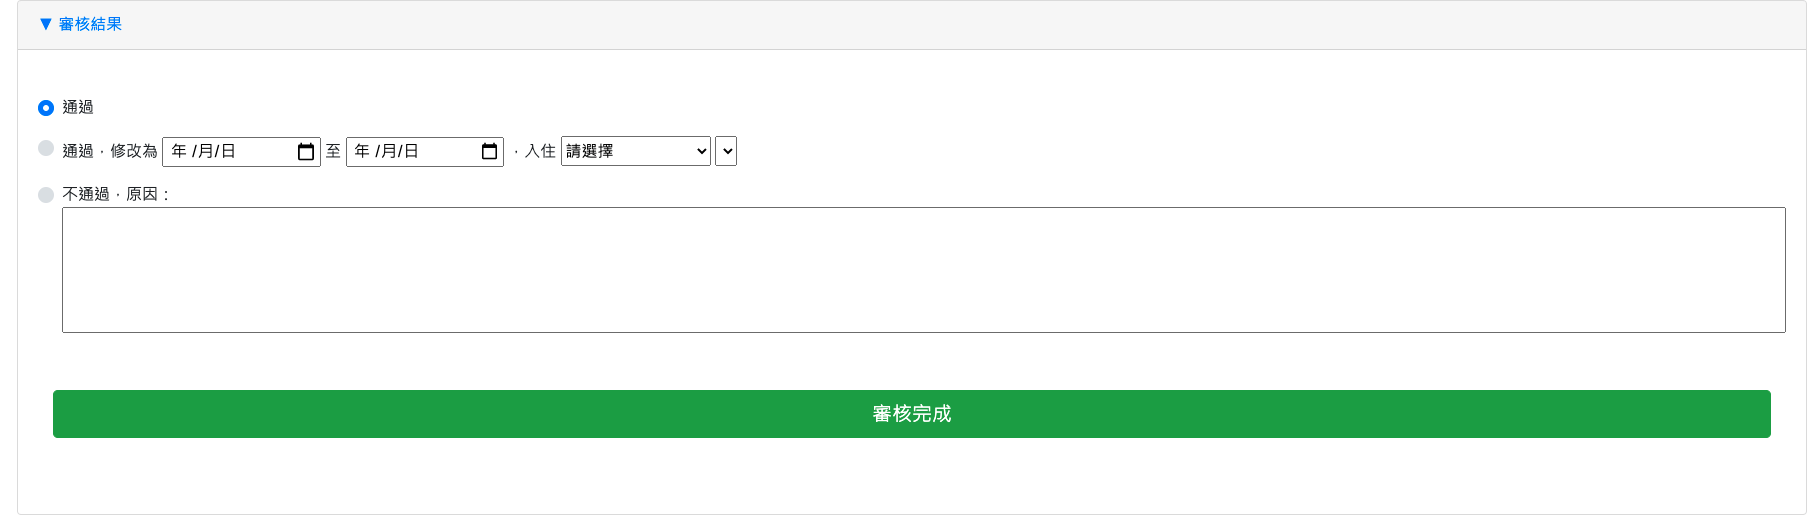 ▼ 審核結果
通過
通過，修改為 年 /月/日 至 年 /月/日 ，入住 請選擇
不通過，原因：
審核完成